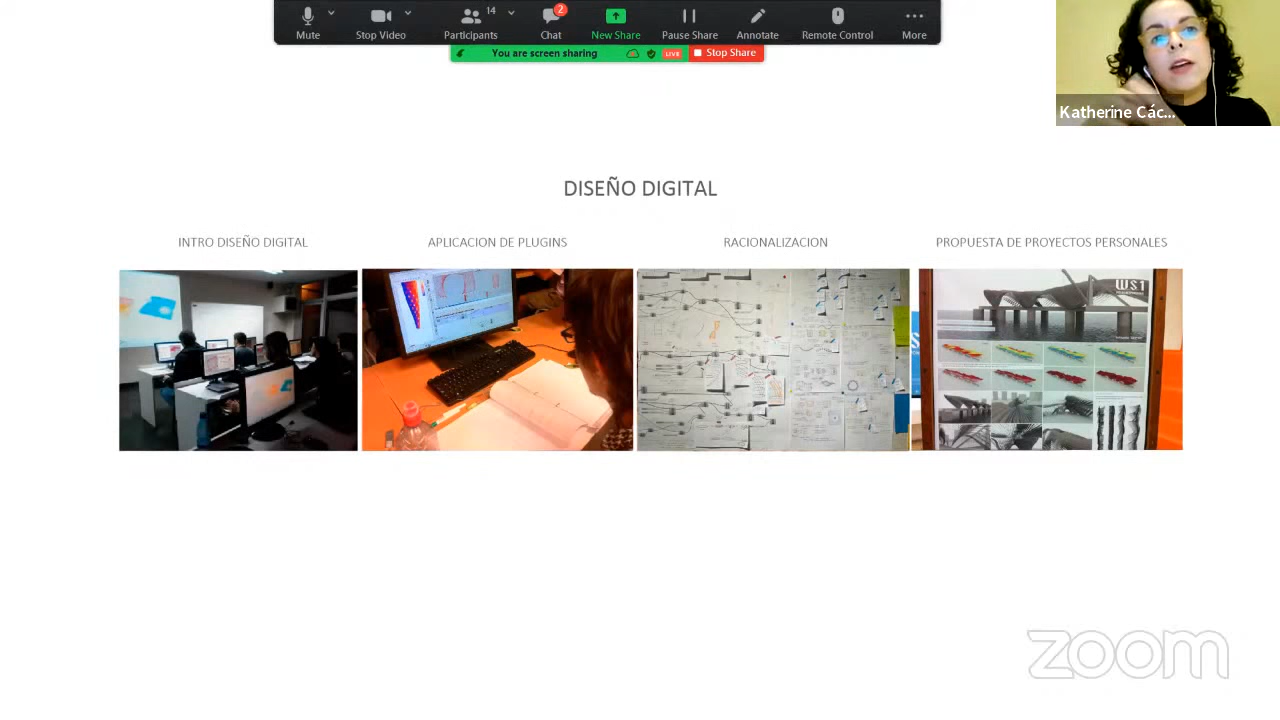 14
2
Mute
Stop Video
Participants
Chat
New Share
Pause Share
Annotate
Remote Control
More
You are screen sharing
LIVE
Stop Share
Katherine Các...
DISEÑO DIGITAL
INTRO DISEÑO DIGITAL
APLICACION DE PLUGINS
RACIONALIZACION
PROPUESTA DE PROYECTOS PERSONALES
WS1
zoom